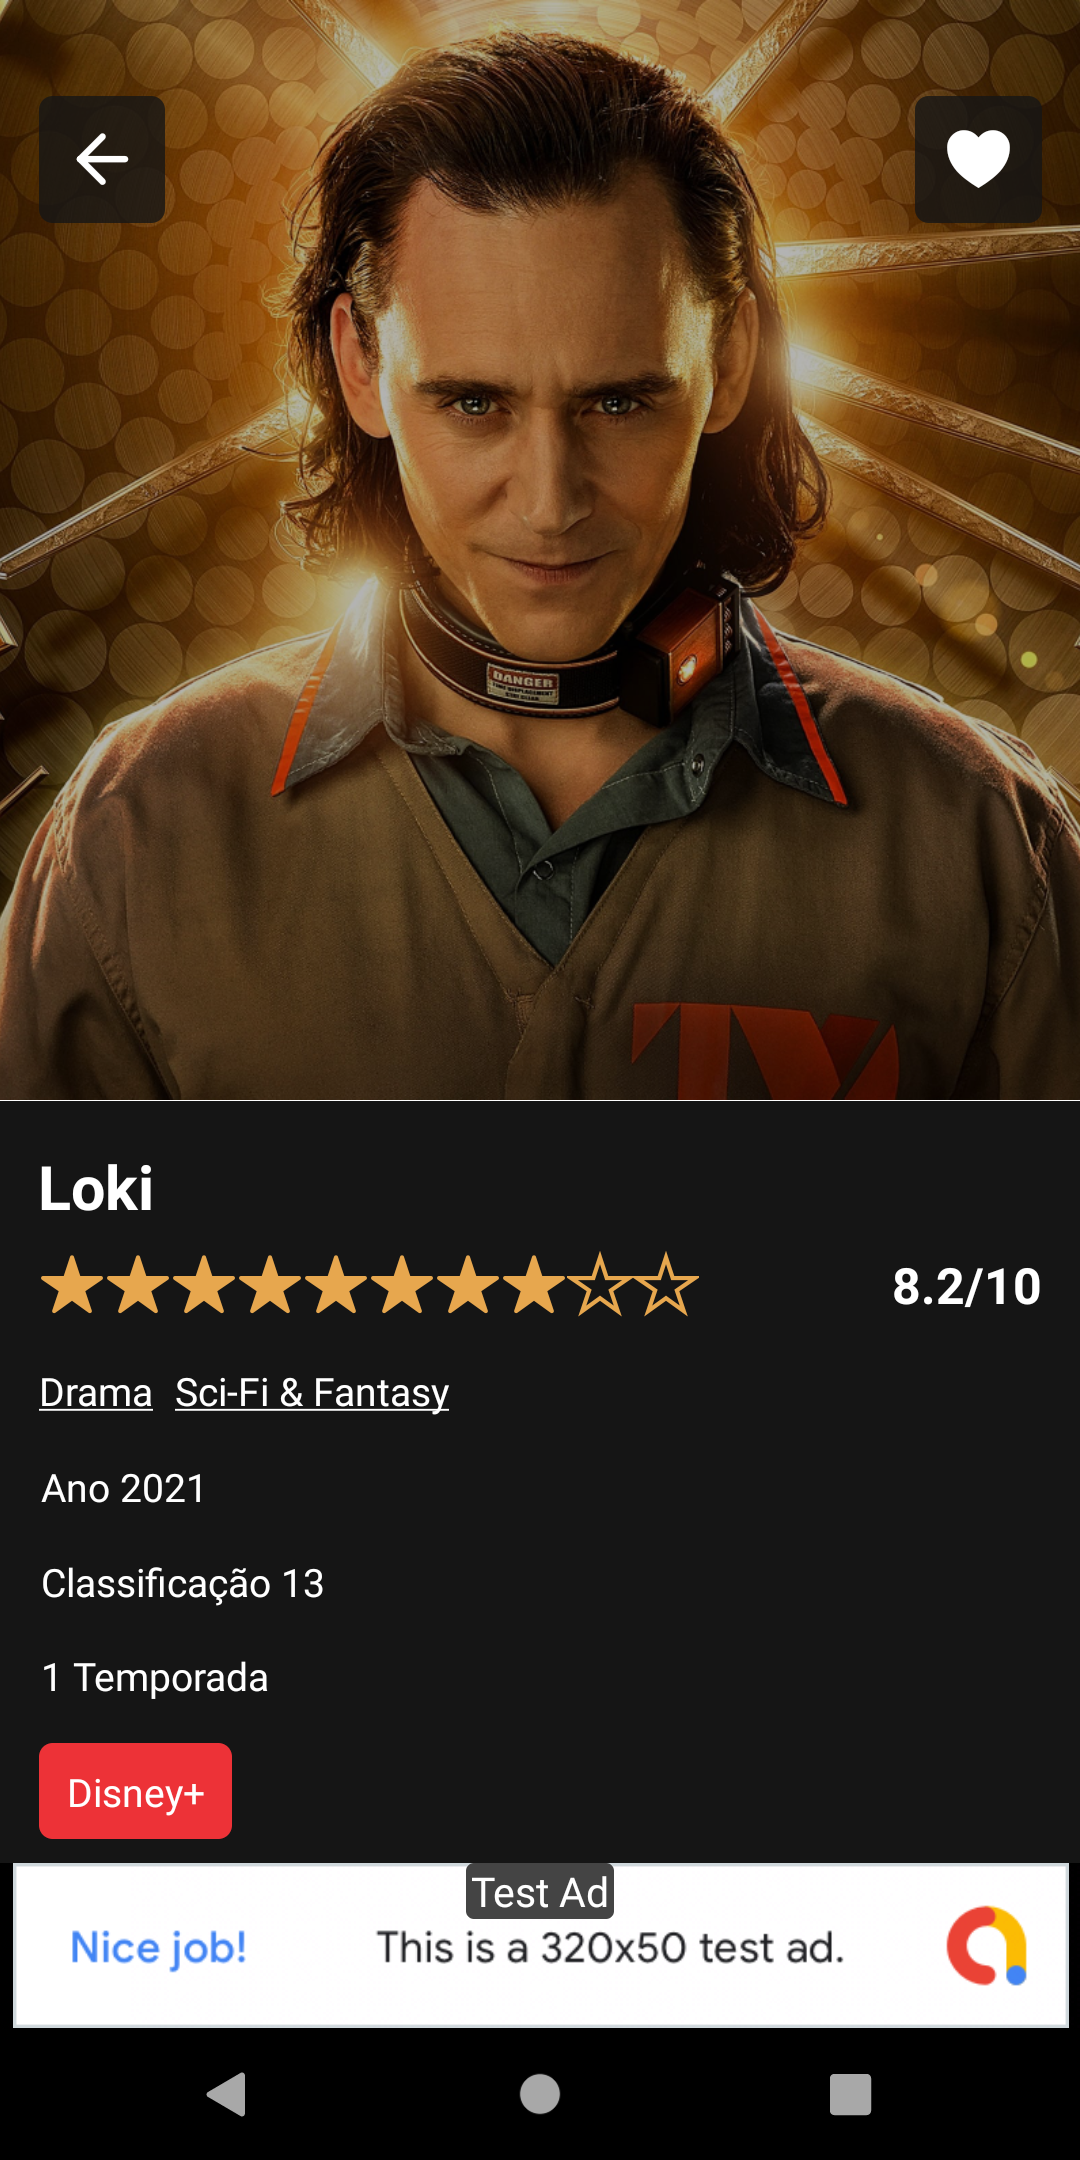 DANGER
Loki
8.2/10
Drama Sci-Fi & Fantasy
Ano 2021
Classificação 13
1 Temporada
Disney+
Test Ad
Nice job! This is a 320x50 test ad.